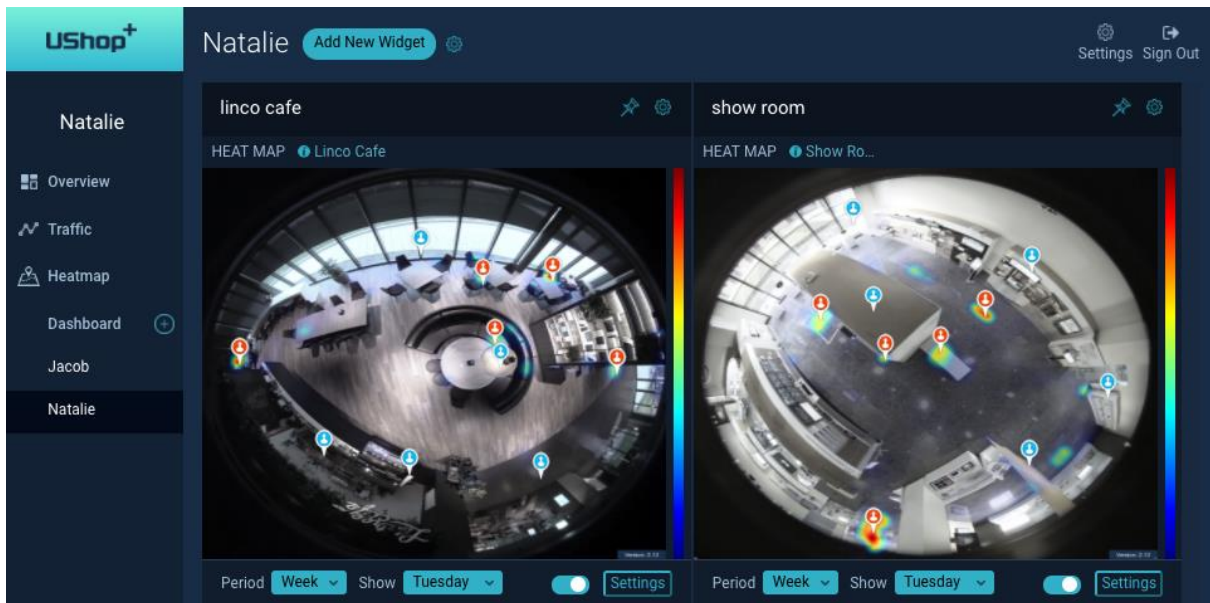 UShop+
Natalie Add New Widget
Settings Sign Out
Natalie
Overview
Traffic
Heatmap
Dashboard
Jacob
Natalie
linco cafe
HEAT MAP Linco Cafe
Period Week Show Tuesday Settings
show room
HEAT MAP Show Ro...
Period Week Show Tuesday Settings